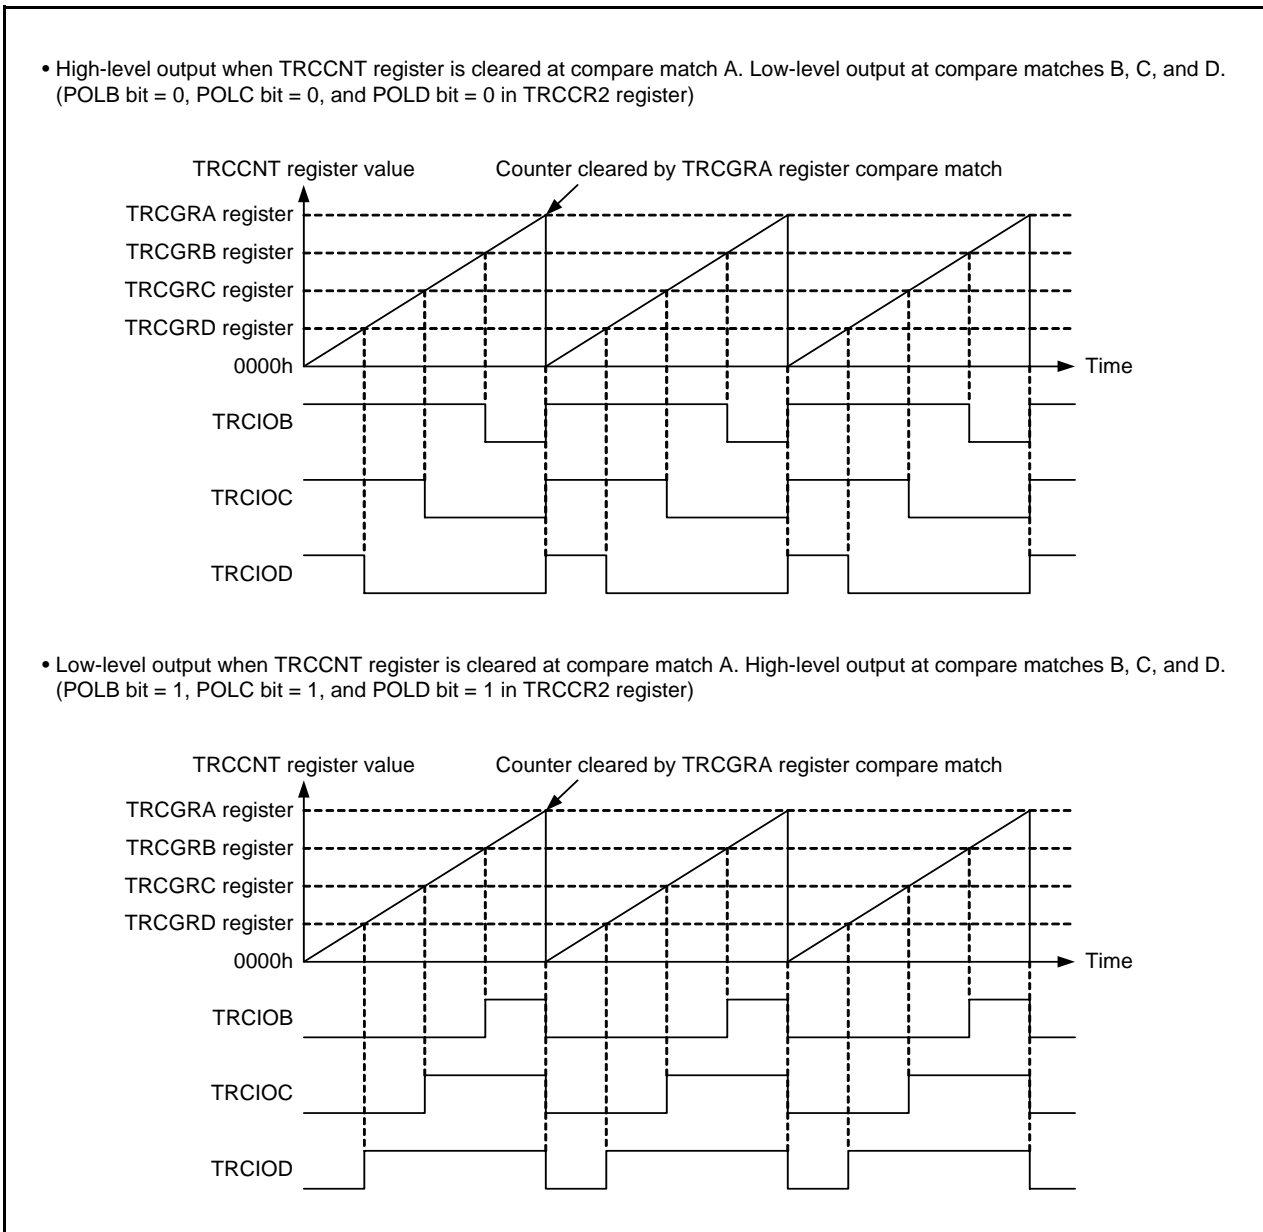 • High-level output when TRCCNT register is cleared at compare match A. Low-level output at compare matches B, C, and D.
(POLB bit = 0, POLC bit = 0, and POLD bit = 0 in TRCCR2 register)
TRCCNT register value
Counter cleared by TRCGRA register compare match
TRCGRA register
TRCGRB register
TRCGRC register
TRCGRD register
0000h
Time
TRCIOB
TRCIOC
TRCIOD
• Low-level output when TRCCNT register is cleared at compare match A. High-level output at compare matches B, C, and D.
(POLB bit = 1, POLC bit = 1, and POLD bit = 1 in TRCCR2 register)
TRCCNT register value
Counter cleared by TRCGRA register compare match
TRCGRA register
TRCGRB register
TRCGRC register
TRCGRD register
0000h
Time
TRCIOB
TRCIOC
TRCIOD